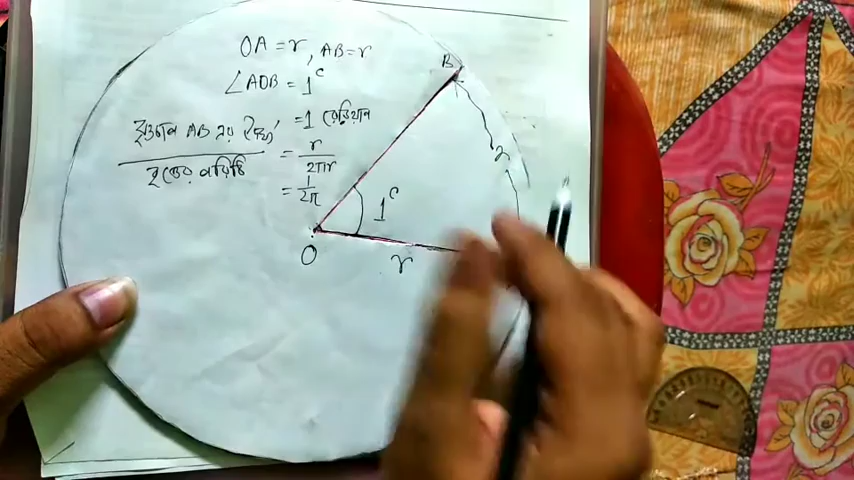 OA = r, AB = r
∠AOB = 1ᶜ
= 1 রেডিয়ান
বৃত্তচাপ AB এর দৈর্ঘ্য / বৃত্তের পরিধি = r/2πr
= 1/2π
B
r
1ᶜ
O
r